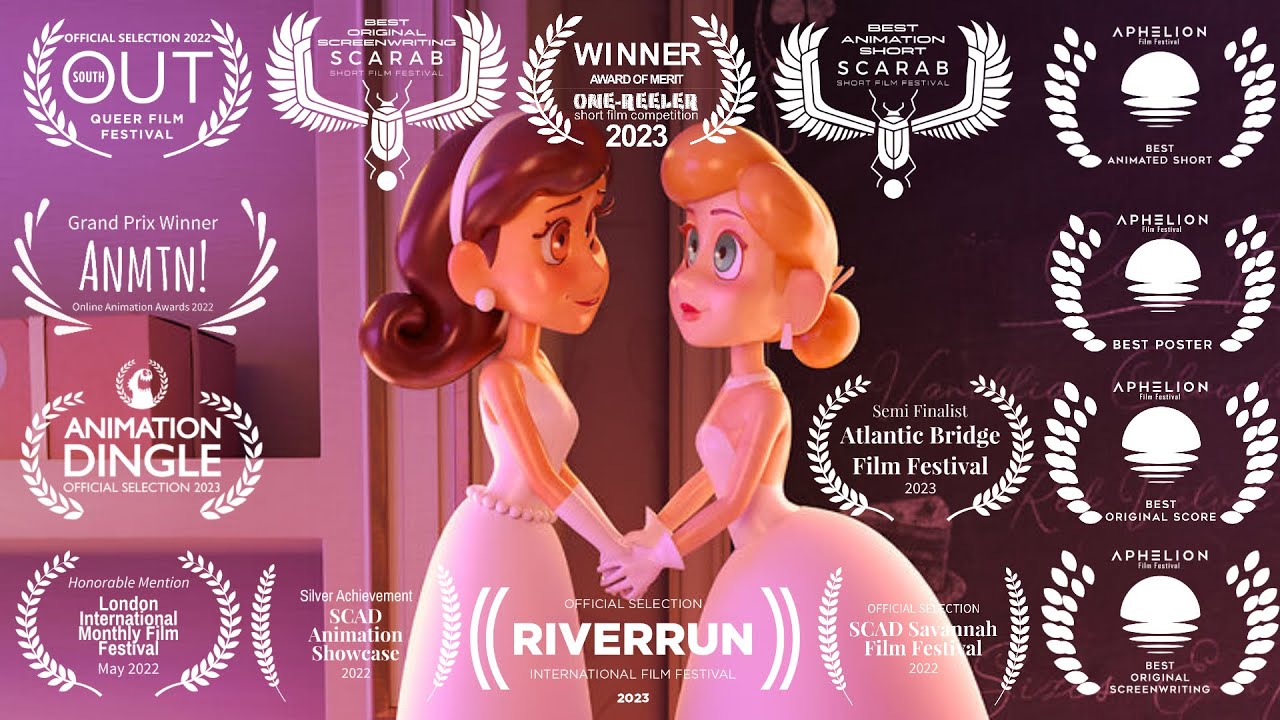 OFFICIAL SELECTION 2022
SOUTH
OUT
QUEER FILM
FESTIVAL
BEST
ORIGINAL
SCREENWRITING
SCARAB
SHORT FILM FESTIVAL
WINNER
AWARD OF MERIT
ONE-REELER
short film competition
2023
BEST
ANIMATION
SHORT
SCARAB
SHORT FILM FESTIVAL
APHELION
Film Festival
BEST
ANIMATED SHORT
Grand Prix Winner
ANMTN!
Online Animation Awards 2022
APHELION
Film Festival
BEST POSTER
ANIMATION
DINGLE
OFFICIAL SELECTION 2023
Semi Finalist
Atlantic Bridge
Film Festival
2023
APHELION
Film Festival
BEST
ORIGINAL SCORE
Honorable Mention
London
International
Monthly Film
Festival
May 2022
Silver Achievement
SCAD
Animation
Showcase
2022
OFFICIAL SELECTION
RIVERRUN
INTERNATIONAL FILM FESTIVAL
2023
OFFICIAL SELECTION
SCAD Savannah
Film Festival
2022
APHELION
Film Festival
BEST
ORIGINAL
SCREENWRITING